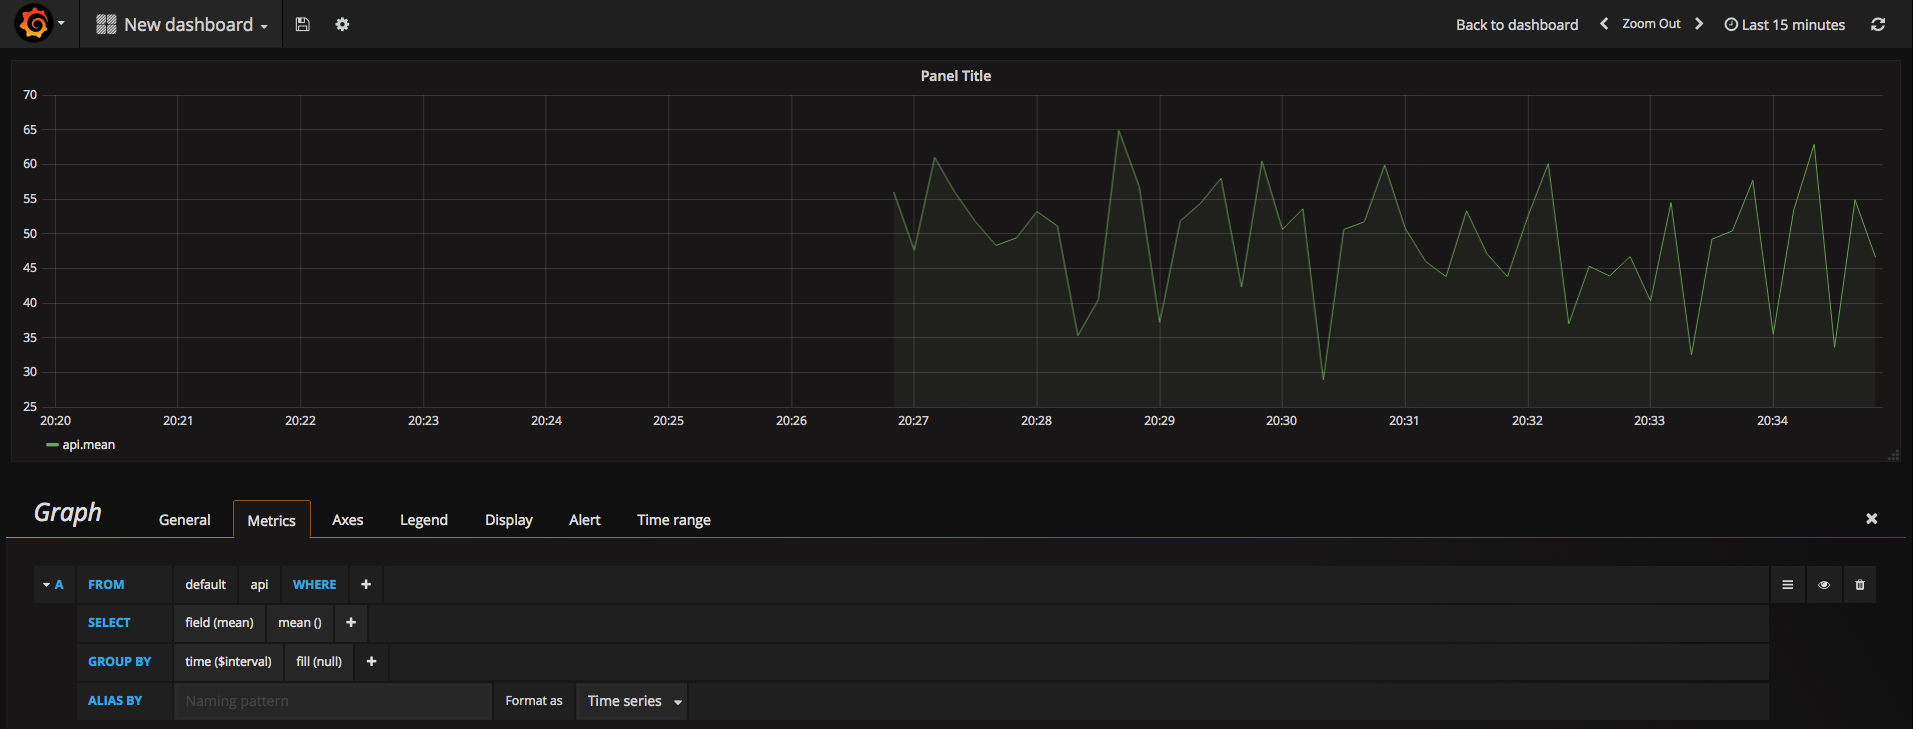 New dashboard
Back to dashboard Zoom Out Last 15 minutes
Panel Title
70
65
60
55
50
45
40
35
30
25
20:20 20:21 20:22 20:23 20:24 20:25 20:26 20:27 20:28 20:29 20:30 20:31 20:32 20:33 20:34
api.mean
Graph General Metrics Axes Legend Display Alert Time range
A FROM default api WHERE +
SELECT field (mean) mean () +
GROUP BY time ($interval) fill (null) +
ALIAS BY Naming pattern Format as Time series